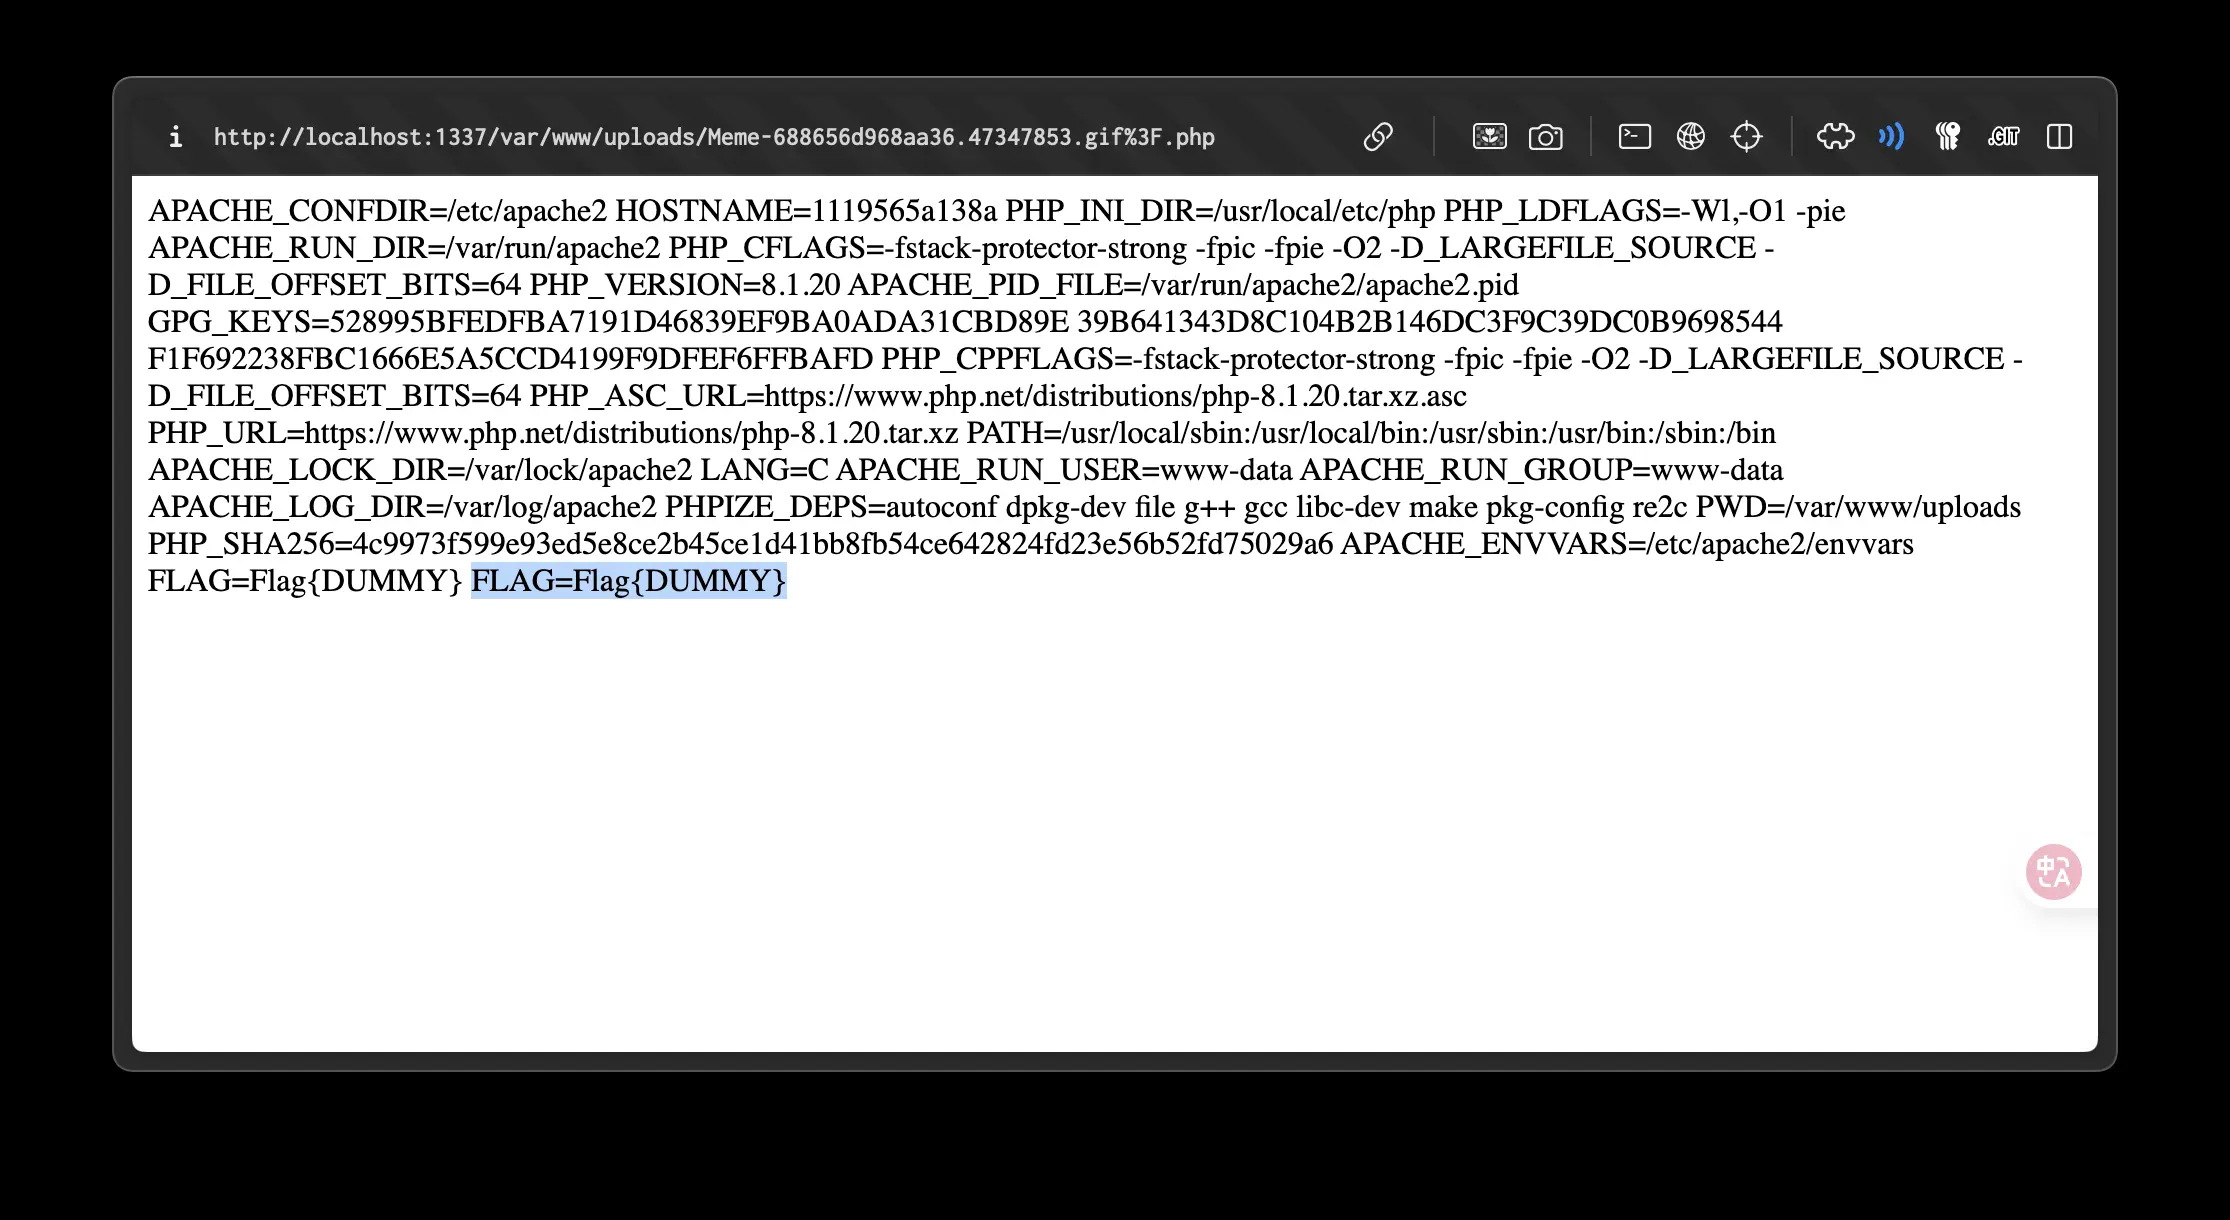 http://localhost:1337/var/www/uploads/Meme-688656d968aa36.47347853.gif%3F.php
.GIT
APACHE_CONFDIR=/etc/apache2 HOSTNAME=1119565a138a PHP_INI_DIR=/usr/local/etc/php PHP_LDFLAGS=-Wl,-O1 -pie
APACHE_RUN_DIR=/var/run/apache2 PHP_CFLAGS=-fstack-protector-strong -fpic -fpie -O2 -D_LARGEFILE_SOURCE -
D_FILE_OFFSET_BITS=64 PHP_VERSION=8.1.20 APACHE_PID_FILE=/var/run/apache2/apache2.pid
GPG_KEYS=528995BFEDFBA7191D46839EF9BA0ADA31CBD89E 39B641343D8C104B2B146DC3F9C39DC0B9698544
F1F692238FBC1666E5A5CCD4199F9DFEF6FFBAFD PHP_CPPFLAGS=-fstack-protector-strong -fpic -fpie -O2 -D_LARGEFILE_SOURCE -
D_FILE_OFFSET_BITS=64 PHP_ASC_URL=https://www.php.net/distributions/php-8.1.20.tar.xz.asc
PHP_URL=https://www.php.net/distributions/php-8.1.20.tar.xz PATH=/usr/local/sbin:/usr/local/bin:/usr/sbin:/usr/bin:/sbin:/bin
APACHE_LOCK_DIR=/var/lock/apache2 LANG=C APACHE_RUN_USER=www-data APACHE_RUN_GROUP=www-data
APACHE_LOG_DIR=/var/log/apache2 PHPIZE_DEPS=autoconf dpkg-dev file g++ gcc libc-dev make pkg-config re2c PWD=/var/www/uploads
PHP_SHA256=4c9973f599e93ed5e8ce2b45ce1d41bb8fb54ce642824fd23e56b52fd75029a6 APACHE_ENVVARS=/etc/apache2/envvars
FLAG=Flag{DUMMY} FLAG=Flag{DUMMY}
中A